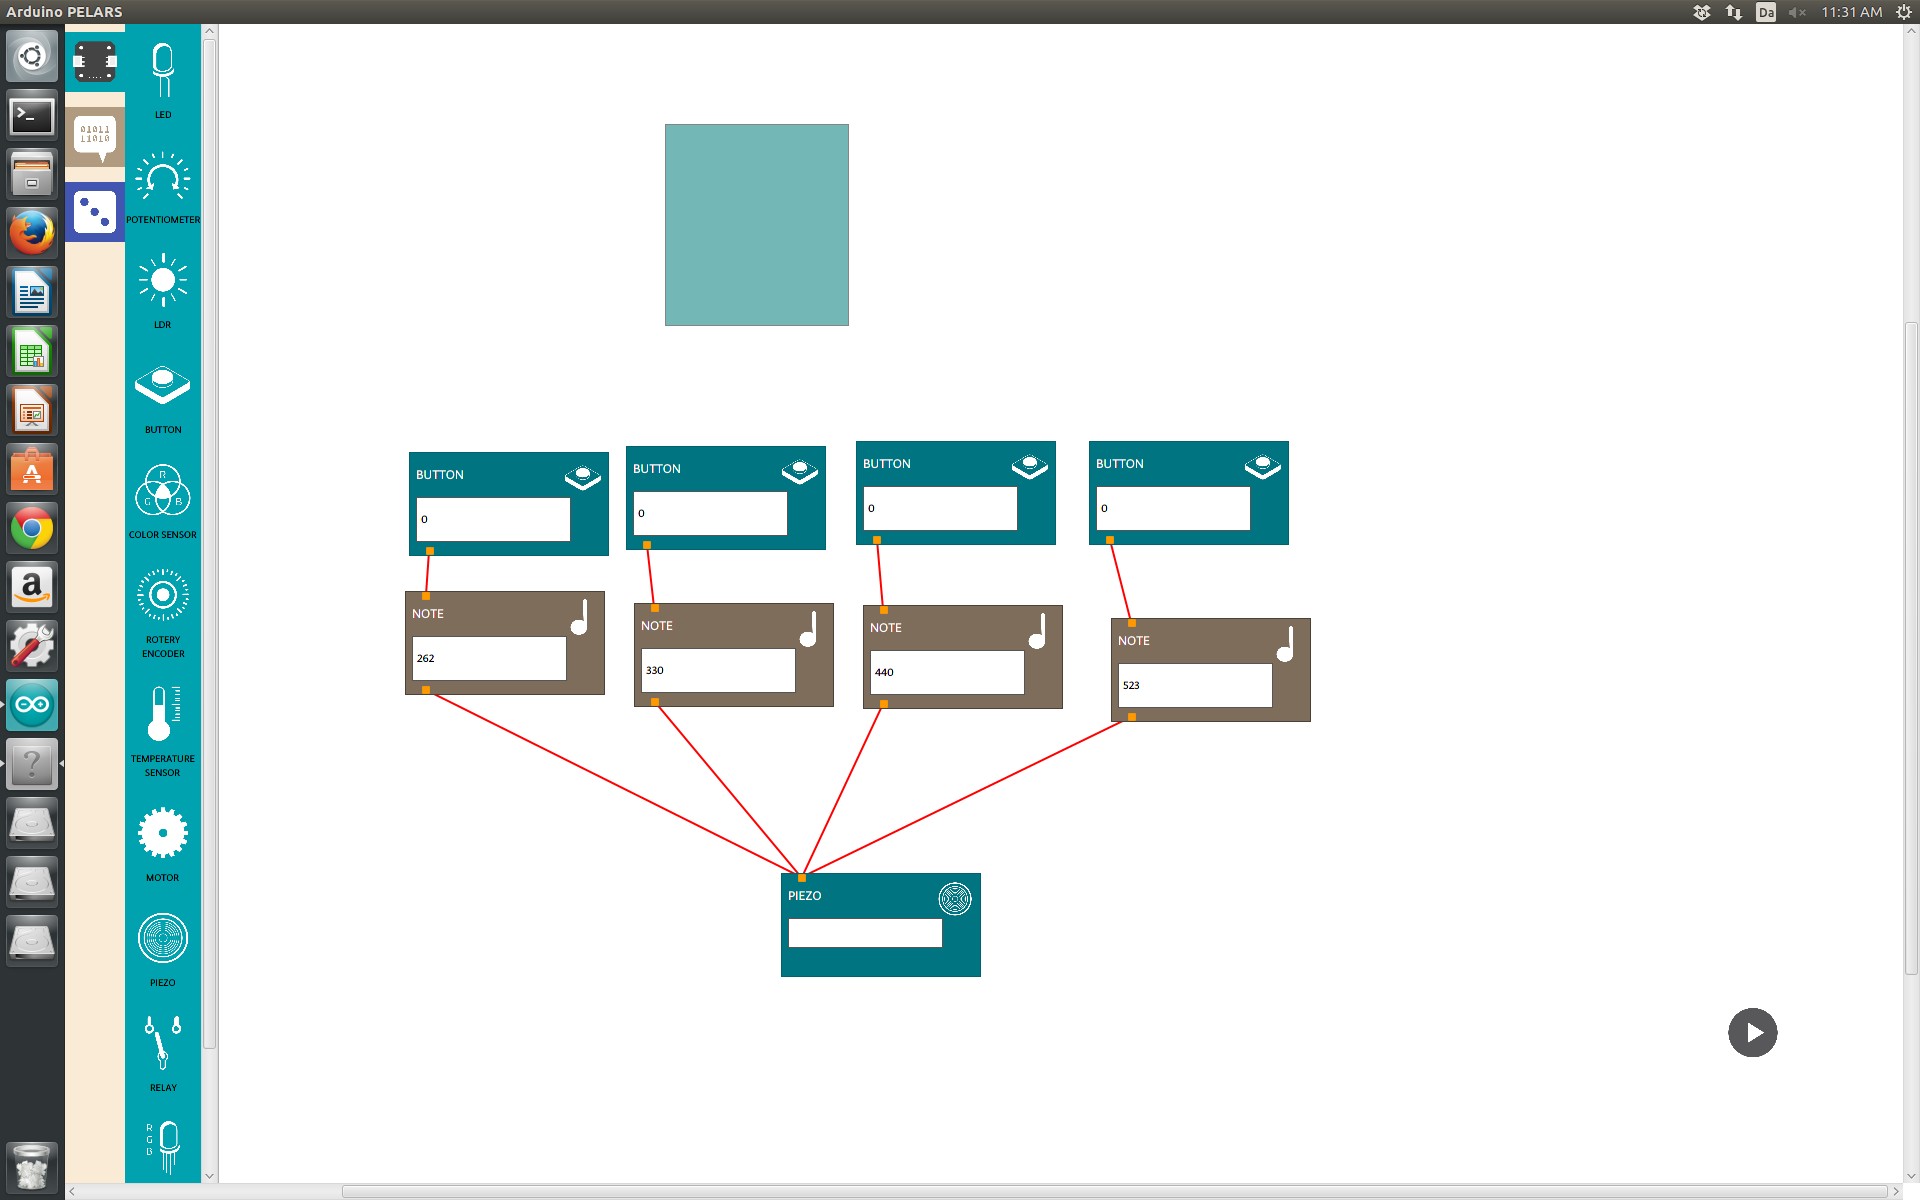 Arduino PELARS
Da
11:31 AM
01011
11010
LED
POTENTIOMETER
LDR
BUTTON
R
G B
COLOR SENSOR
ROTERY
ENCODER
TEMPERATURE
SENSOR
MOTOR
PIEZO
RELAY
R
G
B
BUTTON
0
BUTTON
0
BUTTON
0
BUTTON
0
NOTE
262
NOTE
330
NOTE
440
NOTE
523
PIEZO